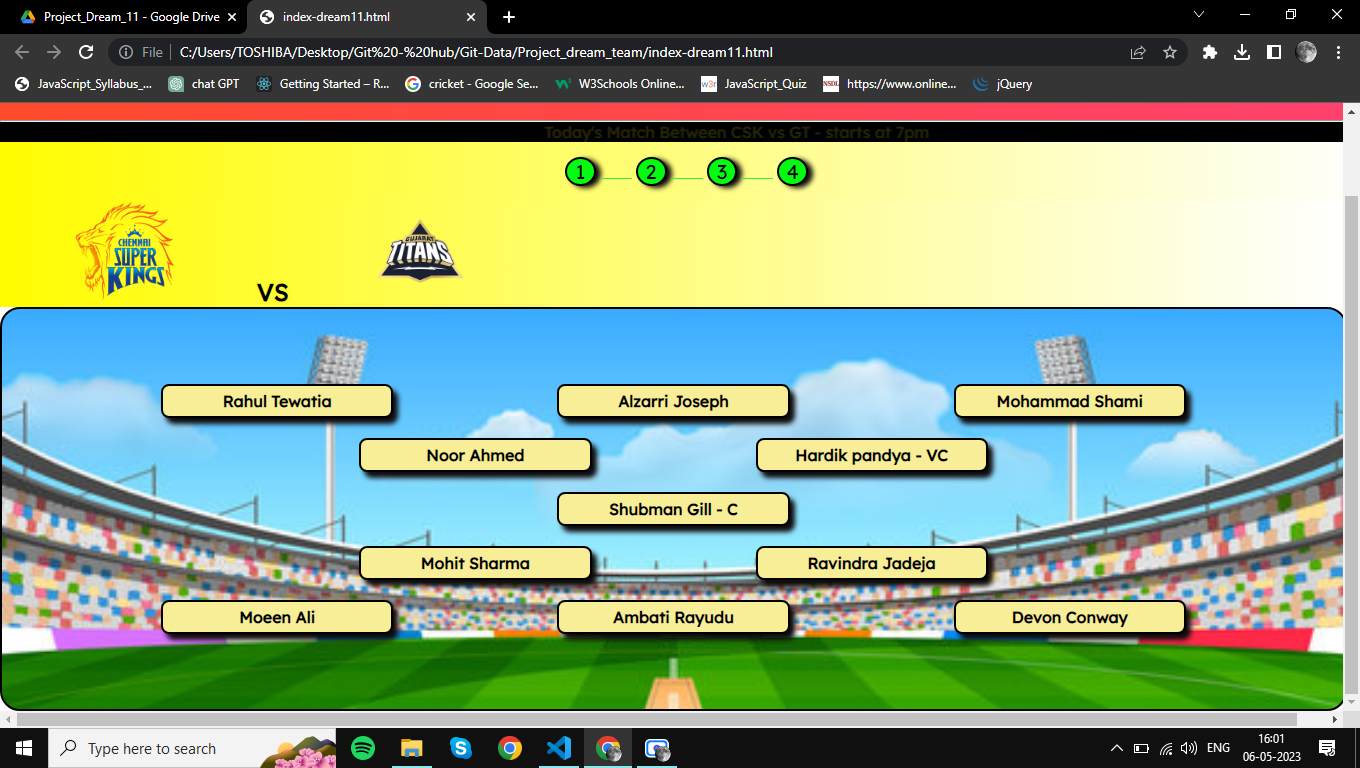 Project_Dream_11 - Google Drive
index-dream11.html
File
C:/Users/TOSHIBA/Desktop/Git%20-%20hub/Git-Data/Project_dream_team/index-dream11.html
JavaScript_Syllabus_... chat GPT Getting Started – R... cricket - Google Se... W3Schools Online... JavaScript_Quiz https://www.online... jQuery
Today's Match Between CSK vs GT - starts at 7pm
1 2 3 4
CHENNAI
SUPER
KINGS
GUJARAT
TITANS
VS
Rahul Tewatia Alzarri Joseph Mohammad Shami
Noor Ahmed Hardik pandya - VC
Shubman Gill - C
Mohit Sharma Ravindra Jadeja
Moeen Ali Ambati Rayudu Devon Conway
Type here to search
ENG
16:01
06-05-2023